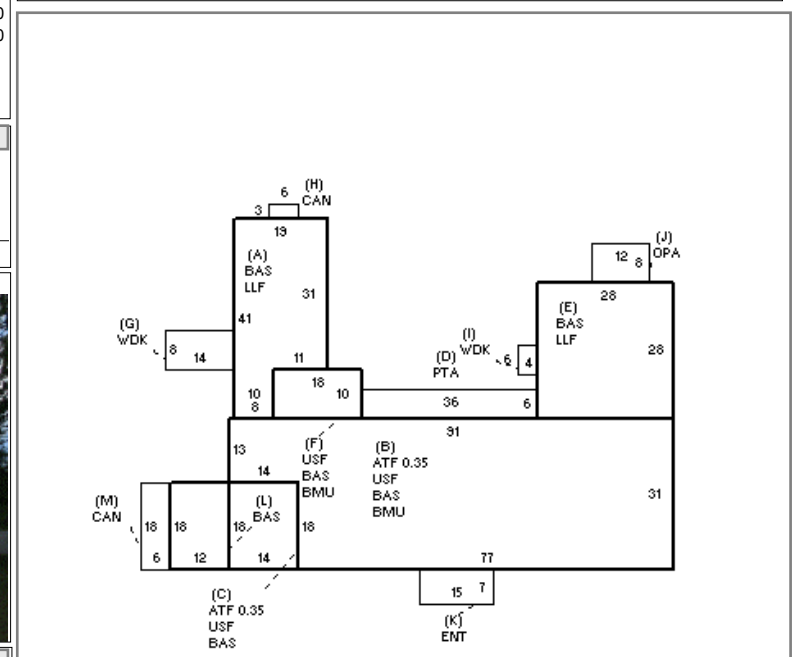 0
0
6
(H)
CAN
3
19
(A)
BAS
LLF
31
41
(G)
WDK
8
14
11
10
8
18
10
(D)
PTA
36
6
(I)
WDK
6
4
(J)
OPA
12
8
28
(E)
BAS
LLF
28
91
13
14
(F)
USF
BAS
BMU
(B)
ATF 0.35
USF
BAS
BMU
31
(M)
CAN
18
6
18
12
(L)
BAS
18
14
18
77
(C)
ATF 0.35
USF
BAS
15
7
(K)
ENT